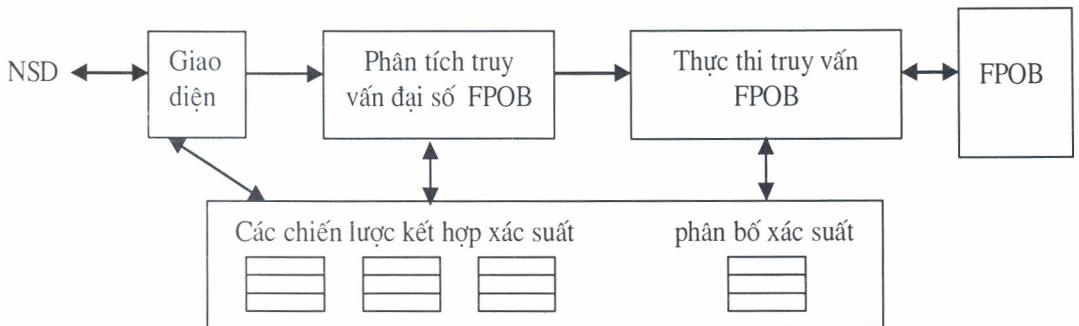 NSD
Giao
diện
Phân tích truy
vấn đại số FPOB
Thực thi truy vấn
FPOB
FPOB
Các chiến lược kết hợp xác suất
phân bố xác suất